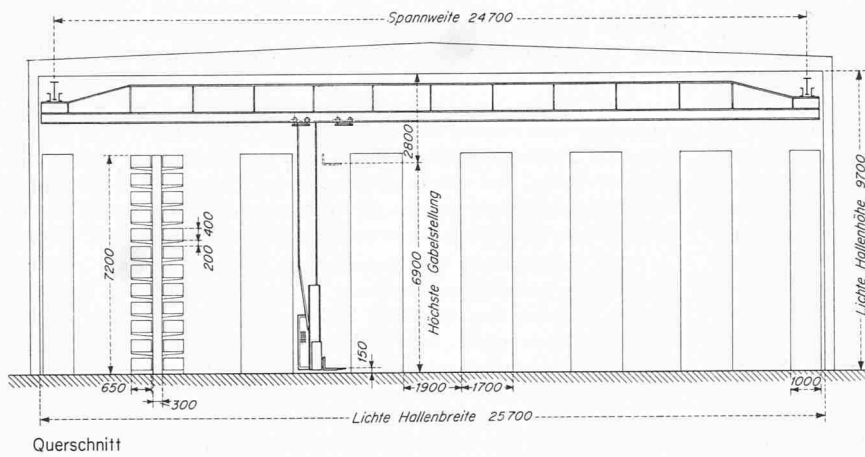 Spannweite 24700
2800
Lichte Hallenhöhe 9700
400
200
7200
6900
Höchste Gabelstellung
150
650
300
1900
1700
1000
Lichte Hallenbreite 25700
Querschnitt